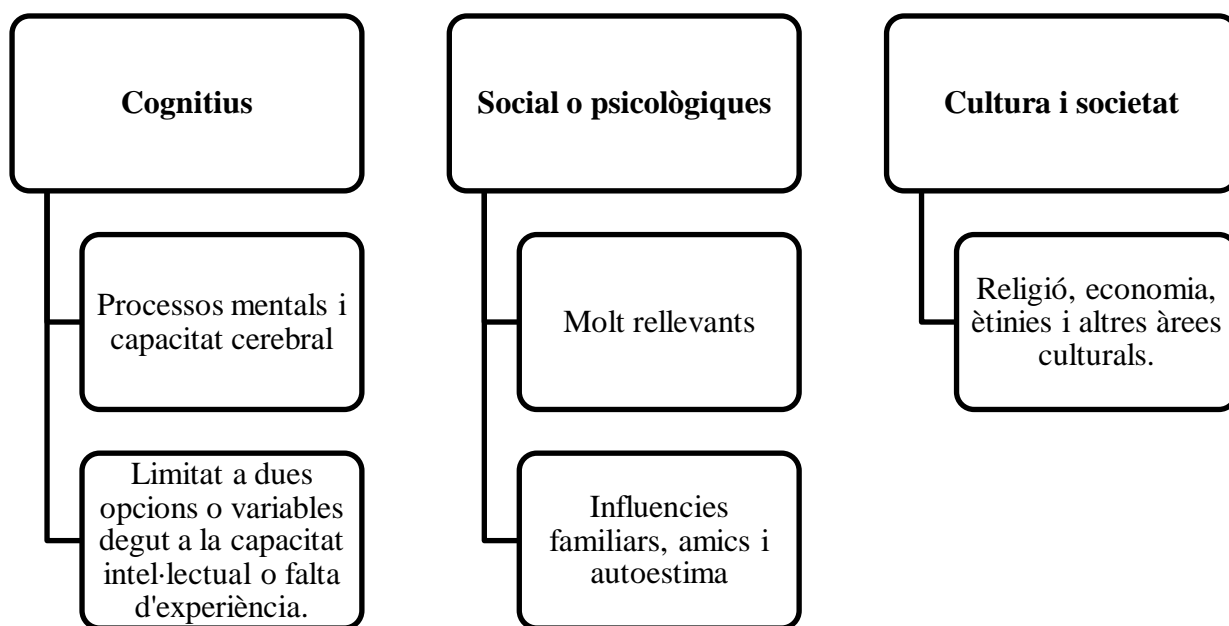 Cognitius
Processos mentals i
capacitat cerebral
Limitat a dues
opcions o variables
degut a la capacitat
intel·lectual o falta
d'experiència.
Social o psicològiques
Molt rellevants
Influencies
familiars, amics i
autoestima
Cultura i societat
Religió, economia,
ètinies i altres àrees
culturals.